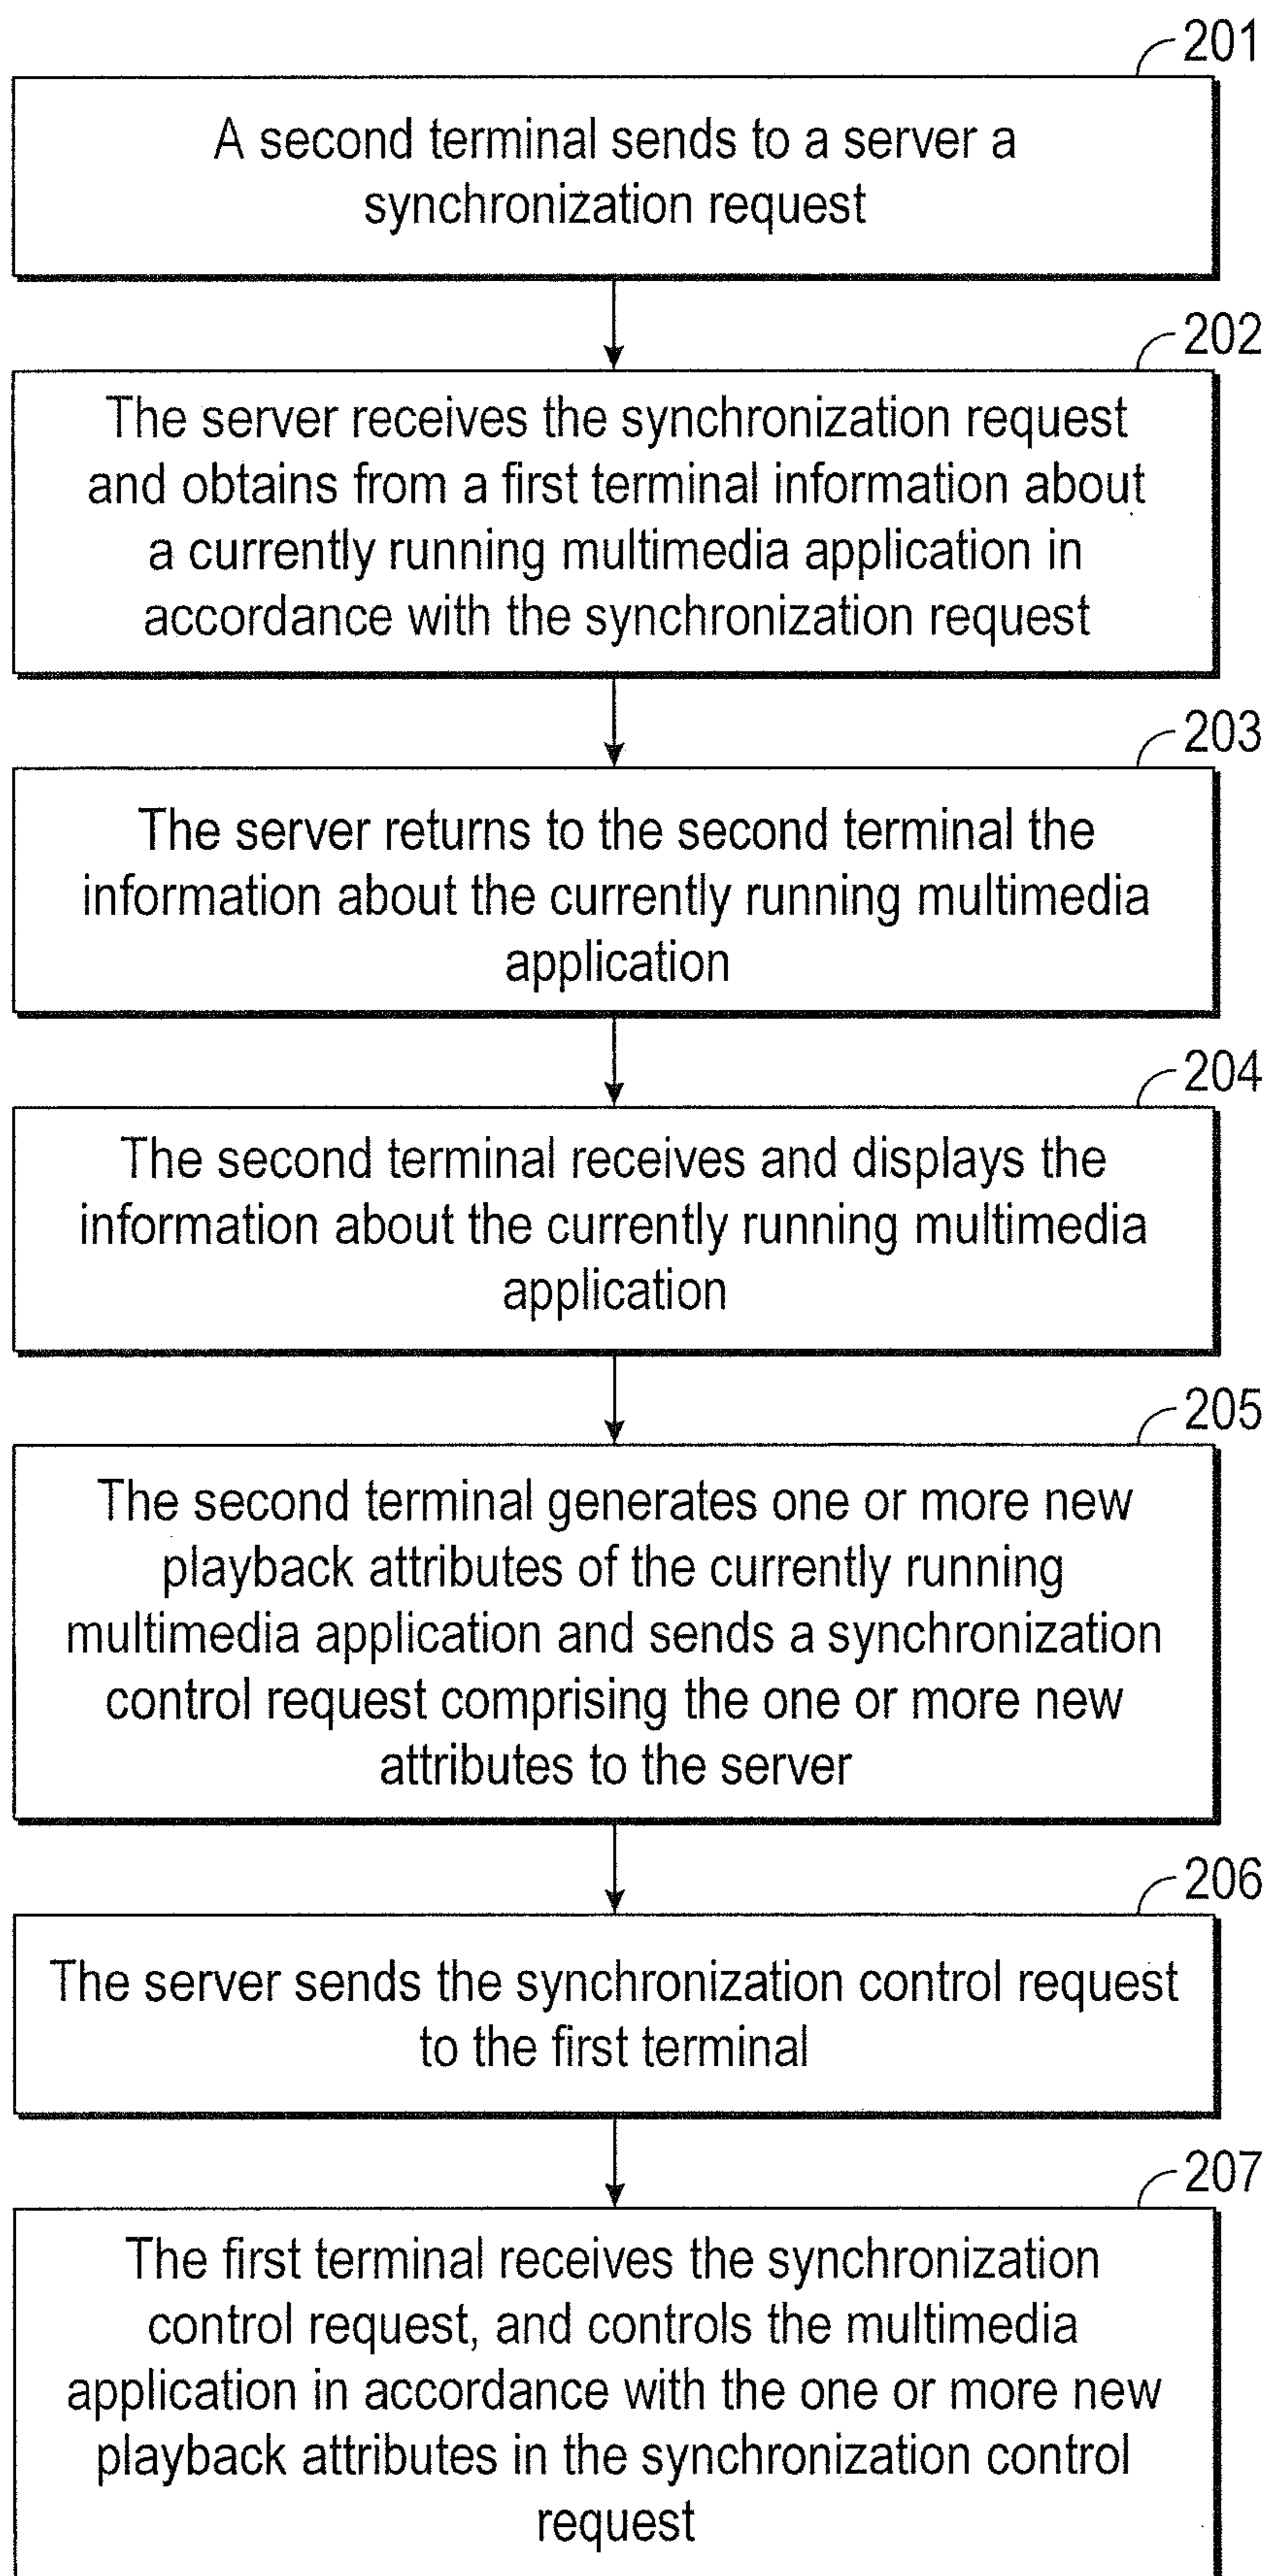 201
A second terminal sends to a server a
synchronization request
202
The server receives the synchronization request
and obtains from a first terminal information about
a currently running multimedia application in
accordance with the synchronization request
203
The server returns to the second terminal the
information about the currently running multimedia
application
204
The second terminal receives and displays the
information about the currently running multimedia
application
205
The second terminal generates one or more new
playback attributes of the currently running
multimedia application and sends a synchronization
control request comprising the one or more new
attributes to the server
206
The server sends the synchronization control request
to the first terminal
207
The first terminal receives the synchronization
control request, and controls the multimedia
application in accordance with the one or more new
playback attributes in the synchronization control
request